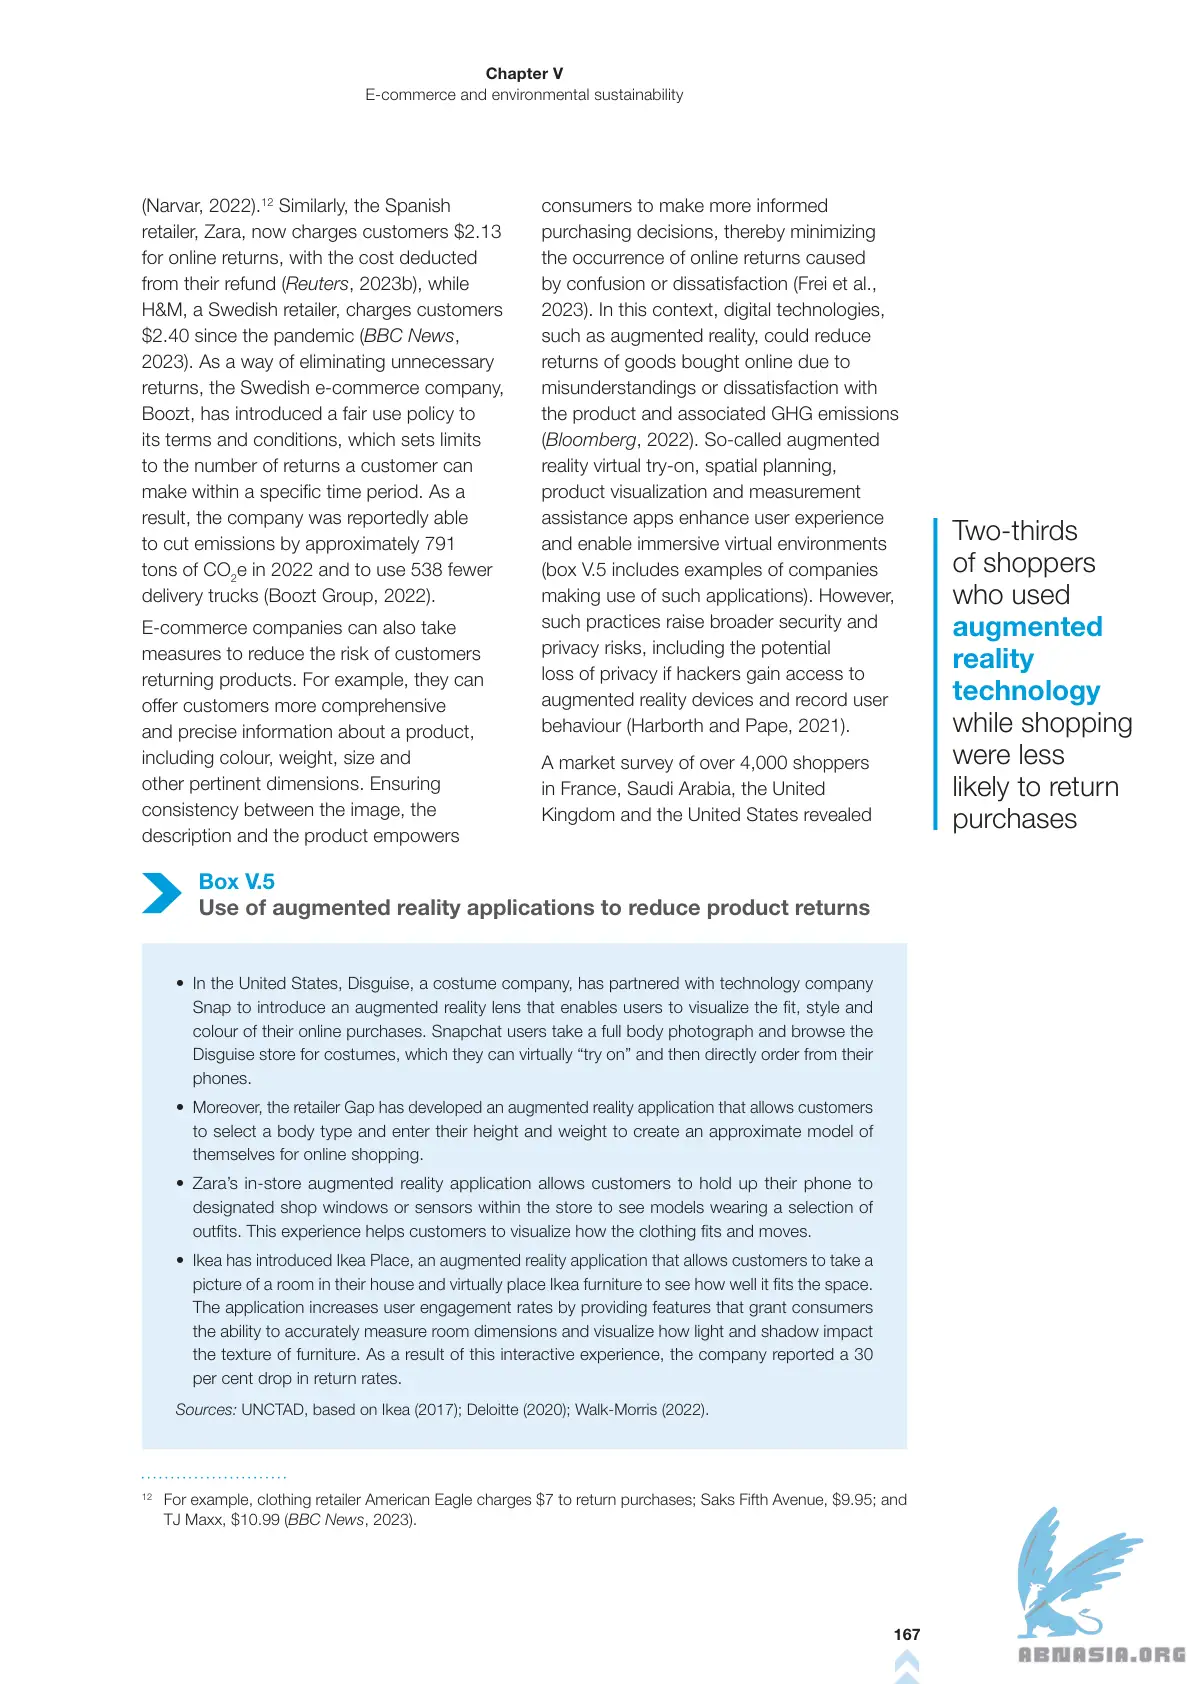 Chapter V
E-commerce and environmental sustainability
(Narvar, 2022).¹² Similarly, the Spanish
retailer, Zara, now charges customers $2.13
for online returns, with the cost deducted
from their refund (Reuters, 2023b), while
H&M, a Swedish retailer, charges customers
$2.40 since the pandemic (BBC News,
2023). As a way of eliminating unnecessary
returns, the Swedish e-commerce company,
Boozt, has introduced a fair use policy to
its terms and conditions, which sets limits
to the number of returns a customer can
make within a specific time period. As a
result, the company was reportedly able
to cut emissions by approximately 791
tons of CO₂e in 2022 and to use 538 fewer
delivery trucks (Boozt Group, 2022).
E-commerce companies can also take
measures to reduce the risk of customers
returning products. For example, they can
offer customers more comprehensive
and precise information about a product,
including colour, weight, size and
other pertinent dimensions. Ensuring
consistency between the image, the
description and the product empowers
consumers to make more informed
purchasing decisions, thereby minimizing
the occurrence of online returns caused
by confusion or dissatisfaction (Frei et al.,
2023). In this context, digital technologies,
such as augmented reality, could reduce
returns of goods bought online due to
misunderstandings or dissatisfaction with
the product and associated GHG emissions
(Bloomberg, 2022). So-called augmented
reality virtual try-on, spatial planning,
product visualization and measurement
assistance apps enhance user experience
and enable immersive virtual environments
(box V.5 includes examples of companies
making use of such applications). However,
such practices raise broader security and
privacy risks, including the potential
loss of privacy if hackers gain access to
augmented reality devices and record user
behaviour (Harborth and Pape, 2021).
A market survey of over 4,000 shoppers
in France, Saudi Arabia, the United
Kingdom and the United States revealed
Two-thirds
of shoppers
who used
augmented
reality
technology
while shopping
were less
likely to return
purchases
Box V.5
Use of augmented reality applications to reduce product returns
• In the United States, Disguise, a costume company, has partnered with technology company
Snap to introduce an augmented reality lens that enables users to visualize the fit, style and
colour of their online purchases. Snapchat users take a full body photograph and browse the
Disguise store for costumes, which they can virtually “try on” and then directly order from their
phones.
• Moreover, the retailer Gap has developed an augmented reality application that allows customers
to select a body type and enter their height and weight to create an approximate model of
themselves for online shopping.
• Zara’s in-store augmented reality application allows customers to hold up their phone to
designated shop windows or sensors within the store to see models wearing a selection of
outfits. This experience helps customers to visualize how the clothing fits and moves.
• Ikea has introduced Ikea Place, an augmented reality application that allows customers to take a
picture of a room in their house and virtually place Ikea furniture to see how well it fits the space.
The application increases user engagement rates by providing features that grant consumers
the ability to accurately measure room dimensions and visualize how light and shadow impact
the texture of furniture. As a result of this interactive experience, the company reported a 30
per cent drop in return rates.
Sources: UNCTAD, based on Ikea (2017); Deloitte (2020); Walk-Morris (2022).
¹² For example, clothing retailer American Eagle charges $7 to return purchases; Saks Fifth Avenue, $9.95; and
TJ Maxx, $10.99 (BBC News, 2023).
167
ABNASIA.ORG